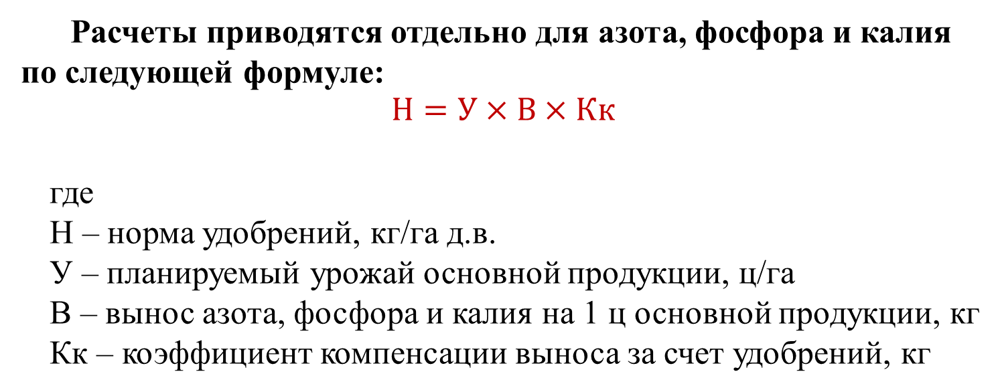 Расчеты приводятся отдельно для азота, фосфора и калия
по следующей формуле:
Н = У × В × Кк
где
Н – норма удобрений, кг/га д.в.
У – планируемый урожай основной продукции, ц/га
В – вынос азота, фосфора и калия на 1 ц основной продукции, кг
Кк – коэффициент компенсации выноса за счет удобрений, кг